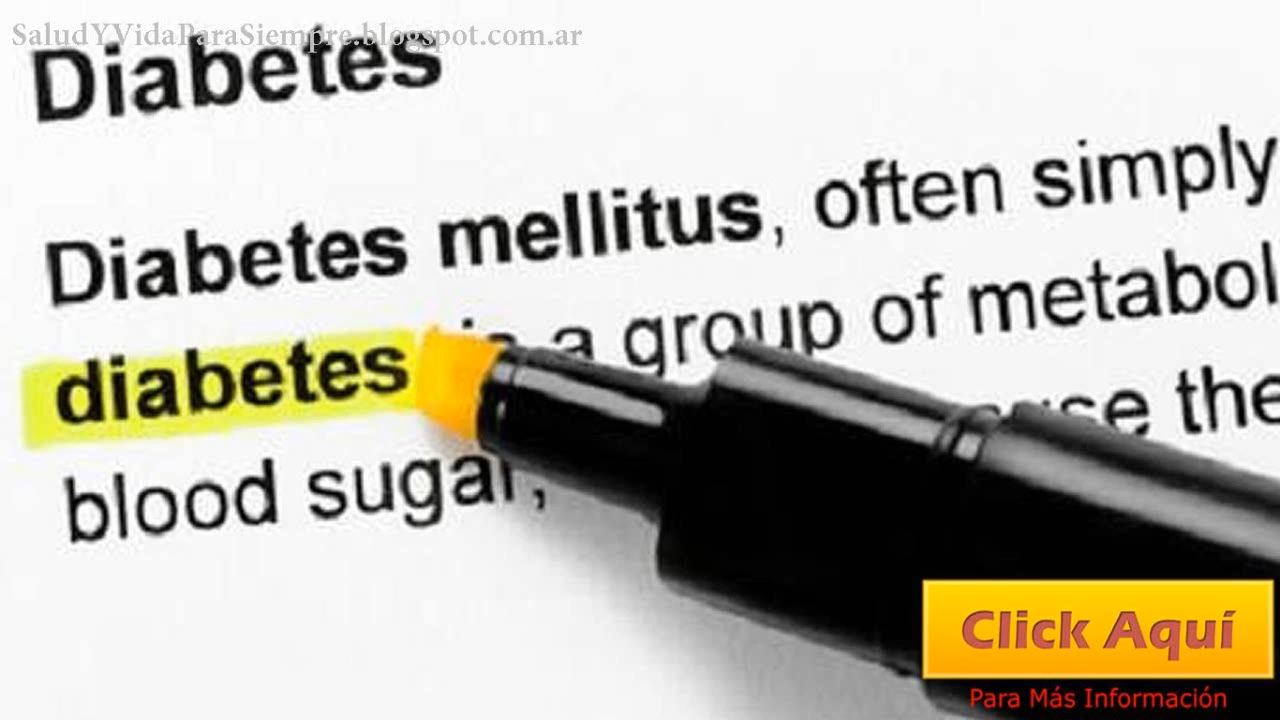 SaludYVidaParaSiempre.blogspot.com.ar
Diabetes
Diabetes mellitus, often simply
diabetes is a group of metabol
the
blood sugar,
Click Aquí
Para Más Información